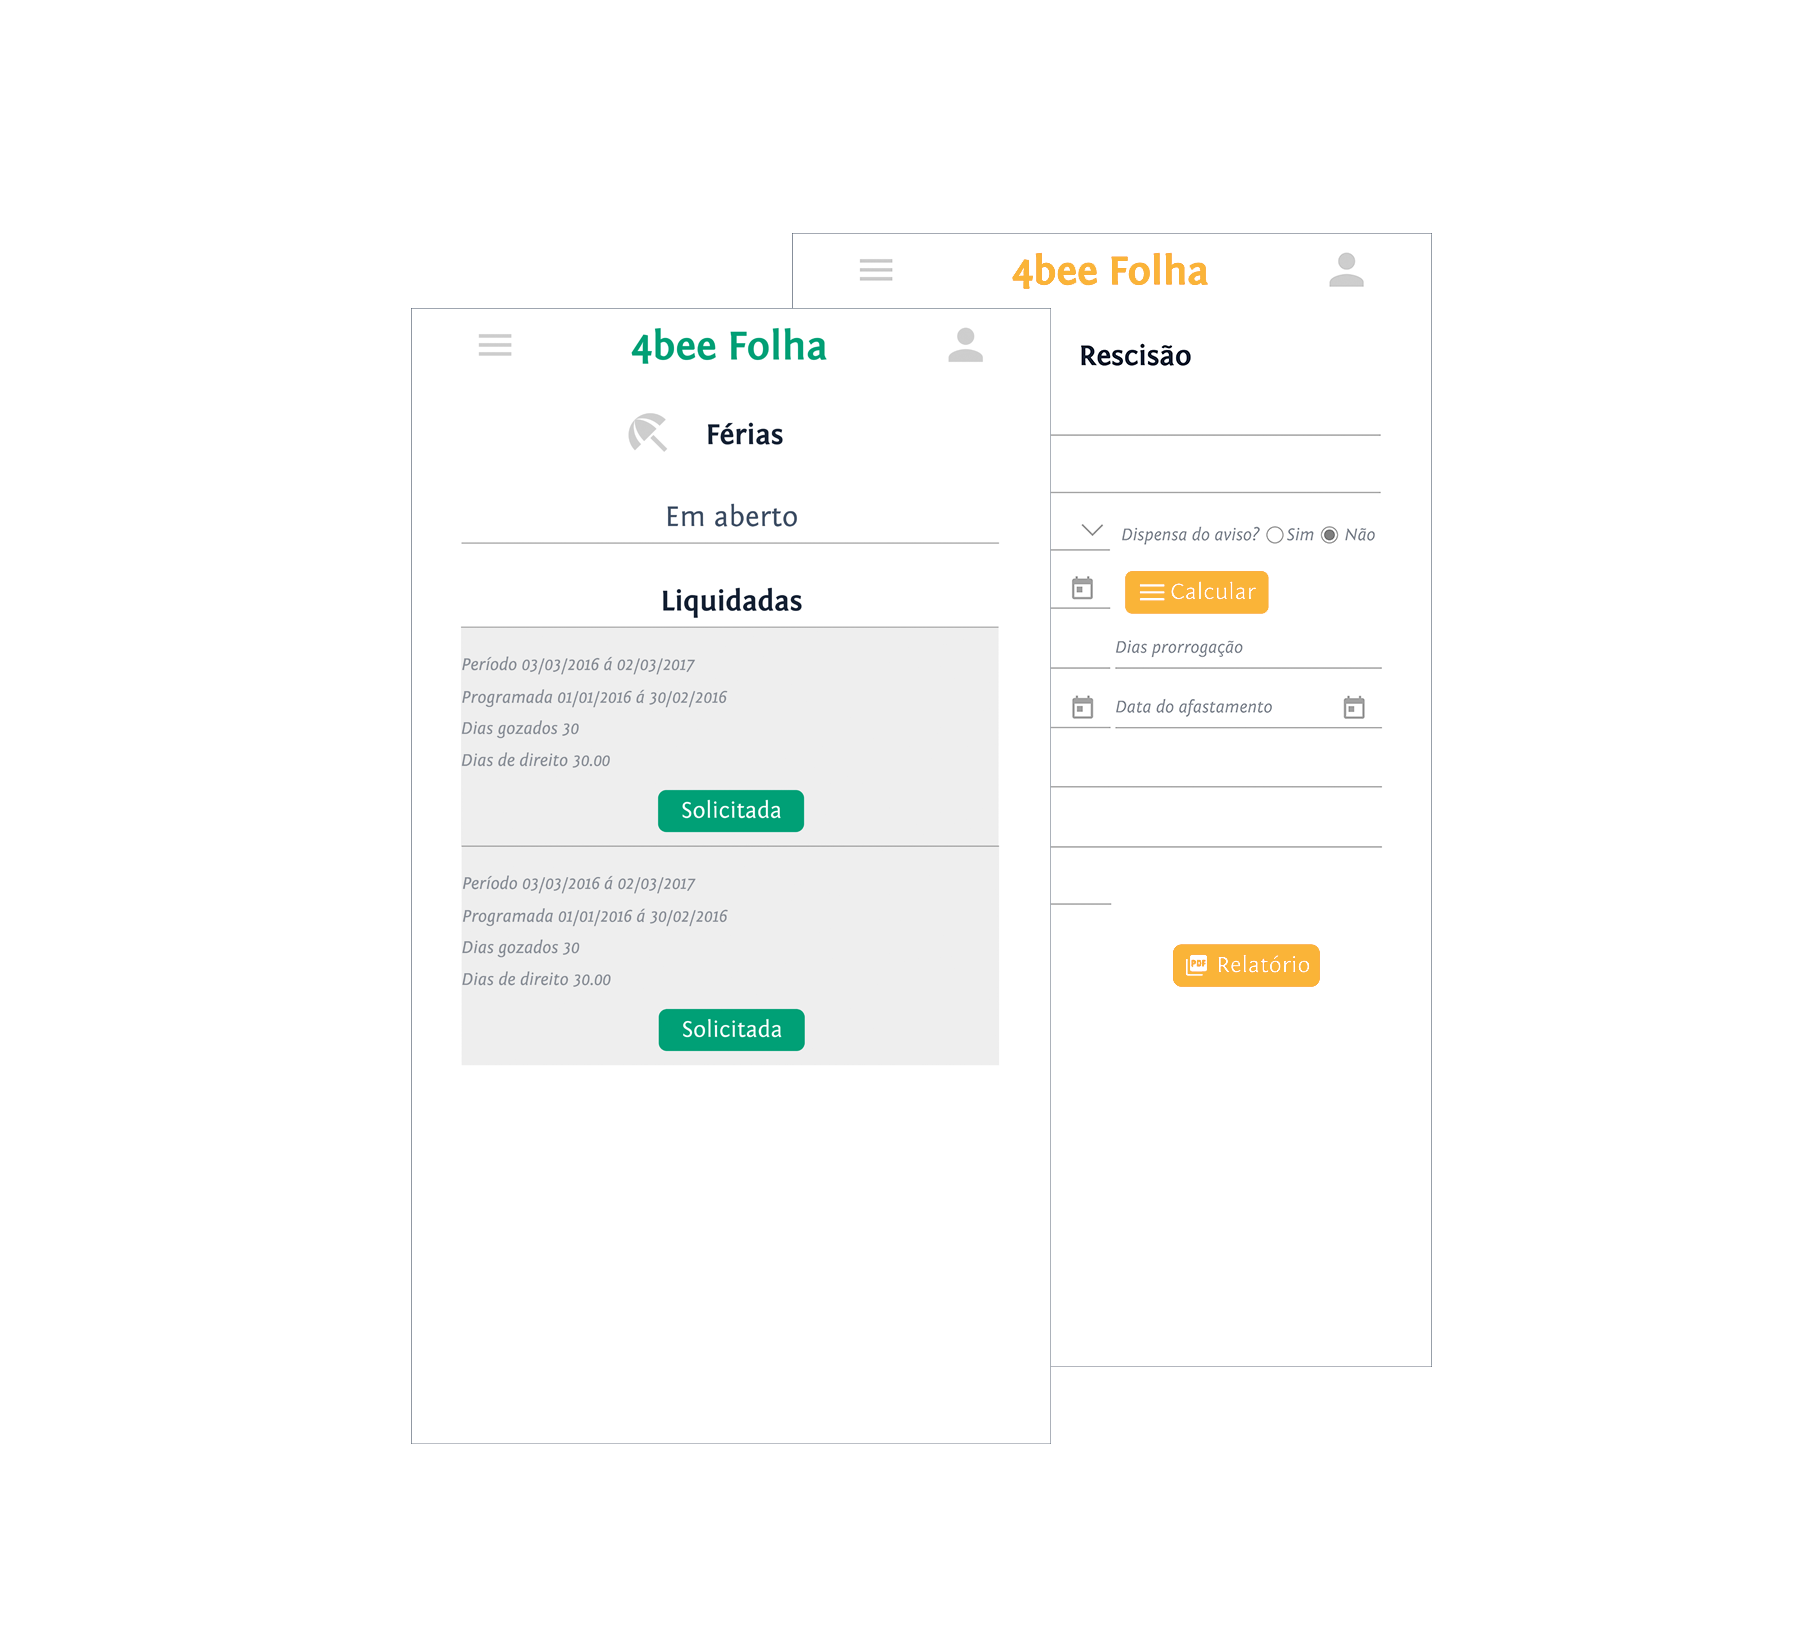 4bee Folha
Férias
Em aberto
Liquidadas
Período 03/03/2016 á 02/03/2017
Programada 01/01/2016 á 30/02/2016
Dias gozados 30
Dias de direito 30.00
Solicitada
Período 03/03/2016 á 02/03/2017
Programada 01/01/2016 á 30/02/2016
Dias gozados 30
Dias de direito 30.00
Solicitada
4bee Folha
Rescisão
Dispensa do aviso? Sim Não
Calcular
Dias prorrogação
Data do afastamento
PDF Relatório